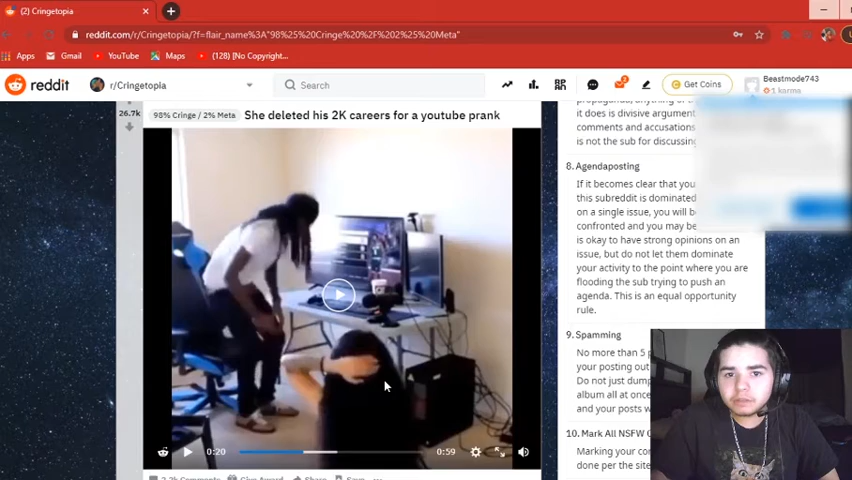 (2) Cringetopia
reddit.com/r/Cringetopia/?f=flair_name%3A"98%25%20Cringe%20%2F%202%25%20Meta"
Apps
Gmail
YouTube
Maps
(128) [No Copyright...
reddit
r/Cringetopia
Search
2
Get Coins
Beastmode743
1 karma
26.7k
98% Cringe / 2% Meta
She deleted his 2K careers for a youtube prank
it does is divisive argument
comments and accusations
is not the sub for discussing
8. Agendaposting
If it becomes clear that you
this subreddit is dominated
on a single issue, you will b
confronted and you may be
is okay to have strong opinions on an
issue, but do not let them dominate
your activity to the point where you are
flooding the sub trying to push an
agenda. This is an equal opportunity
rule.
9. Spamming
No more than 5 p
your posting out
Do not just dump
album all at once
and your posts w
10. Mark All NSFW C
Marking your con
done per the site
0:20
0:59
Give Award
Share
Save